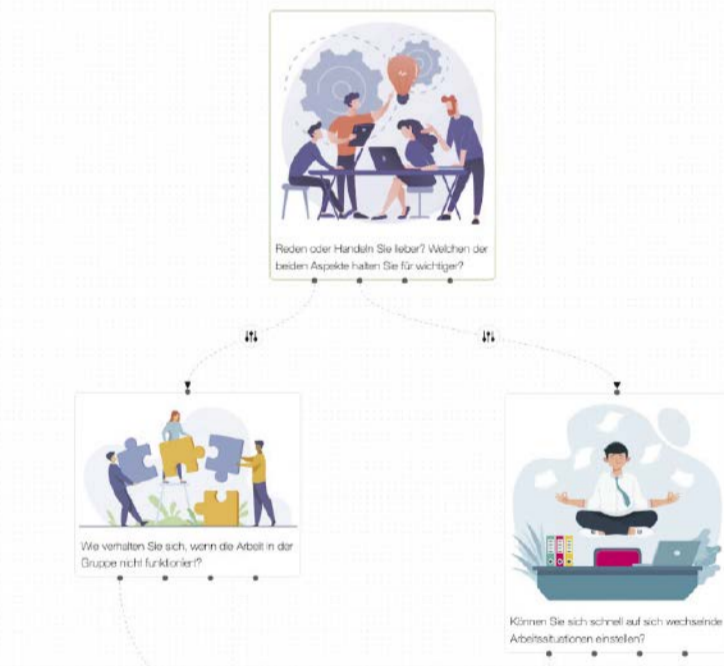 Reden oder Handeln Sie lieber? Welchen der
beiden Aspekte halten Sie für wichtiger?
Wie verhalten Sie sich, wenn die Arbeit in der
Gruppe nicht funktioniert?
Können Sie sich schnell auf sich wechselnde
Arbeitssituationen einstellen?